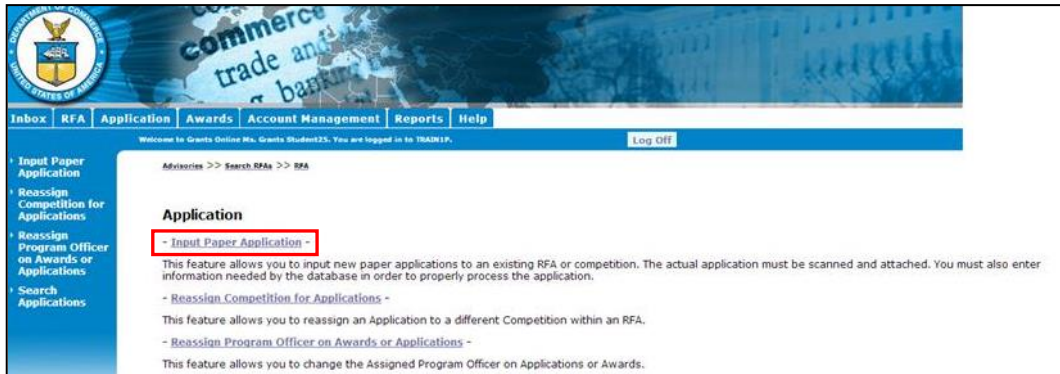 DEPARTMENT OF COMMERCE
STATES OF AMERICA
commerce
trade and
banking
Inbox RFA Application Awards Account Management Reports Help
Welcome to Grants Online Ms. Grants Student25. You are logged in to TRAIN1P.
Log Off
Input Paper
Application
Reassign
Competition for
Applications
Reassign
Program Officer
on Awards or
Applications
Search
Applications
Advisories >> Search RFAs >> RFA
Application
- Input Paper Application -
This feature allows you to input new paper applications to an existing RFA or competition. The actual application must be scanned and attached. You must also enter
information needed by the database in order to properly process the application.
- Reassign Competition for Applications -
This feature allows you to reassign an Application to a different Competition within an RFA.
- Reassign Program Officer on Awards or Applications -
This feature allows you to change the Assigned Program Officer on Applications or Awards.